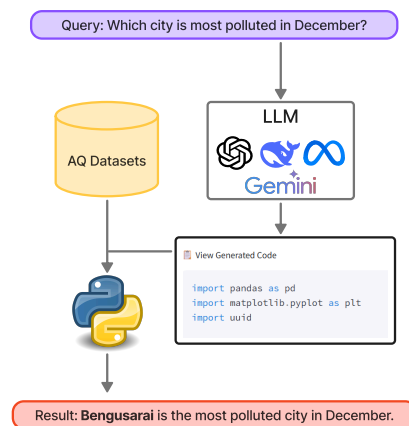 Query: Which city is most polluted in December?
LLM
AQ Datasets
Gemini
View Generated Code
import pandas as pd
import matplotlib.pyplot as plt
import uuid
Result: Bengusarai is the most polluted city in December.